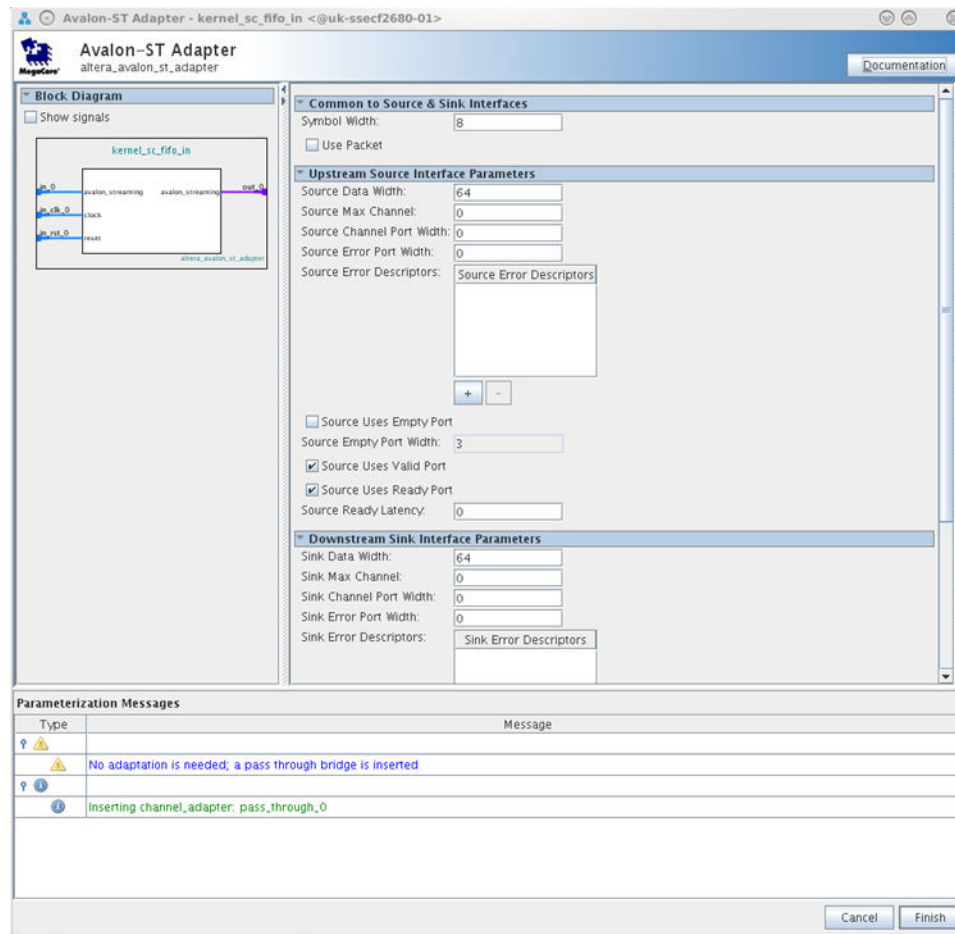 Avalon-ST Adapter - kernel_sc_fifo_in <@uk-ssecf2680-01>
Avalon-ST Adapter
altera_avalon_st_adapter
MegaCore'
Documentation
Block Diagram
Show signals
kernel_sc_fifo_in
in_0
avalon_streaming
avalon_streaming
out_0
in_clk_0
clock
in_rst_0
reset
altera_avalon_st_adapter
Common to Source & Sink Interfaces
Symbol Width: 8
Use Packet
Upstream Source Interface Parameters
Source Data Width: 64
Source Max Channel: 0
Source Channel Port Width: 0
Source Error Port Width: 0
Source Error Descriptors: Source Error Descriptors
+ -
Source Uses Empty Port
Source Empty Port Width: 3
Source Uses Valid Port
Source Uses Ready Port
Source Ready Latency: 0
Downstream Sink Interface Parameters
Sink Data Width: 64
Sink Max Channel: 0
Sink Channel Port Width: 0
Sink Error Port Width: 0
Sink Error Descriptors: Sink Error Descriptors
Parameterization Messages
Type Message
No adaptation is needed; a pass through bridge is inserted
Inserting channel_adapter: pass_through_0
Cancel Finish